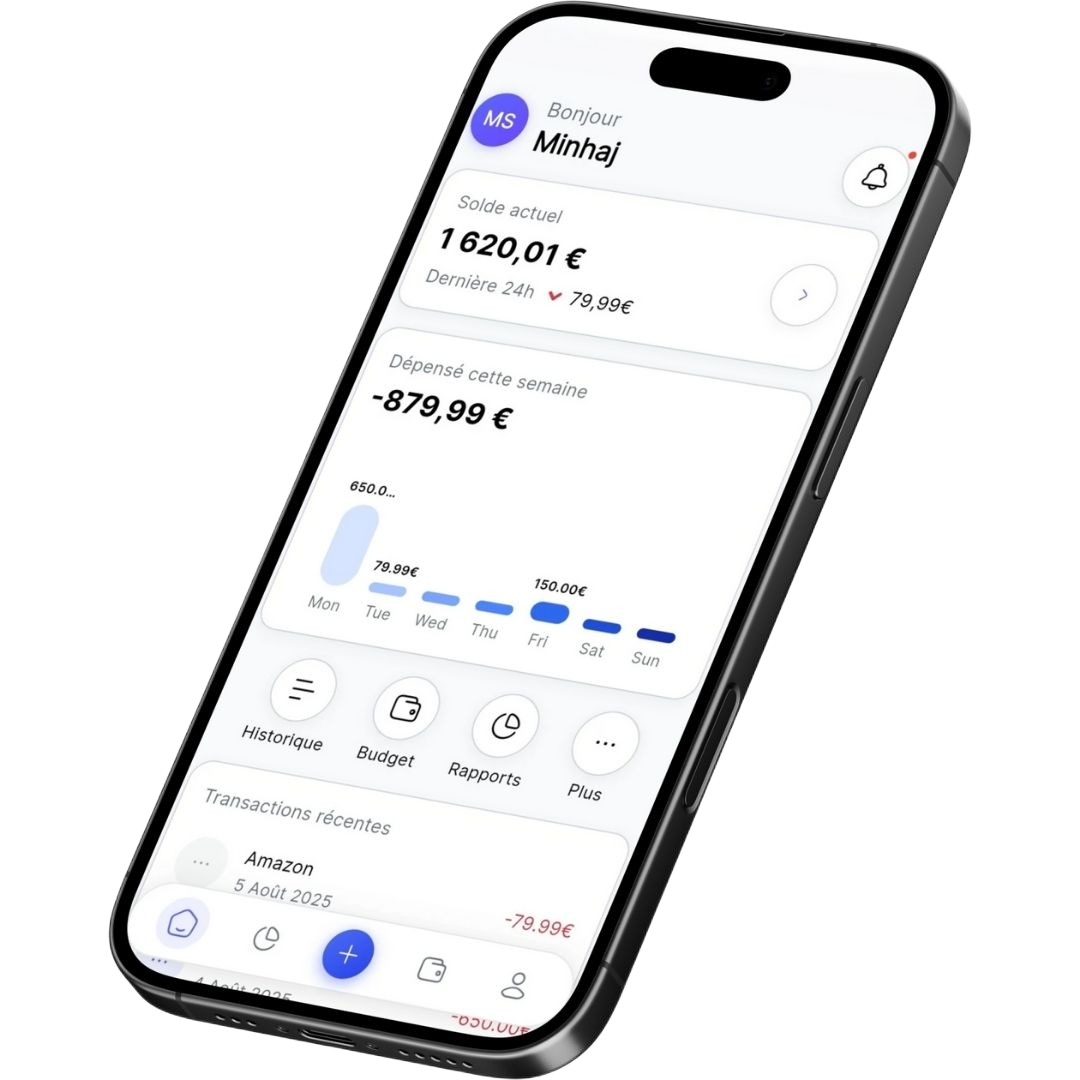 MS
Bonjour
Minhaj
Solde actuel
1 620,01 €
Dernière 24h 79,99€
Dépensé cette semaine
-879,99 €
650.0...
79.99€
150.00€
Mon Tue Wed Thu Fri Sat Sun
Historique Budget Rapports Plus
Transactions récentes
Amazon
5 Août 2025
-79.99€
4 Août 2025
-650.00€